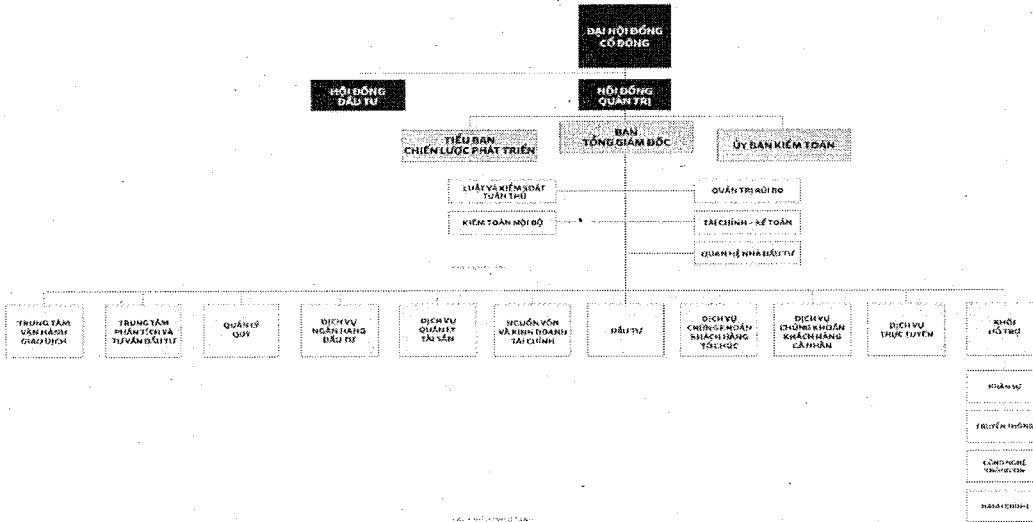 ĐẠI HỘI ĐỒNG
CỔ ĐÔNG
HỘI ĐỒNG
ĐẦU TƯ
HỘI ĐỒNG
QUẢN TRỊ
TIỂU BAN
CHIẾN LƯỢC PHÁT TRIỂN
BAN
TỔNG GIÁM ĐỐC
ỦY BAN KIỂM TOÁN
LUẬT VÀ KIỂM SOÁT
TUÂN THỦ
QUẢN TRỊ RỦI RO
KIỂM TOÁN NỘI BỘ
TÀI CHÍNH - KẾ TOÁN
QUAN HỆ NHÀ ĐẦU TƯ
TRUNG TÂM
VẬN HÀNH
GIAO DỊCH
TRUNG TÂM
PHÂN TÍCH VÀ
TƯ VẤN ĐẦU TƯ
QUẢN LÝ
QUỸ
DỊCH VỤ
NGÂN HÀNG
ĐẦU TƯ
DỊCH VỤ
QUẢN LÝ
TÀI SẢN
NGUỒN VỐN
VÀ KINH DOANH
TÀI CHÍNH
ĐẦU TƯ
DỊCH VỤ
CHỨNG KHOÁN
KHÁCH HÀNG
TỔ CHỨC
DỊCH VỤ
CHỨNG KHOÁN
KHÁCH HÀNG
CÁ NHÂN
DỊCH VỤ
TRỰC TUYẾN
KHỐI
HỖ TRỢ
NHÂN SỰ
TRUYỀN THÔNG
CÔNG NGHỆ
THÔNG TIN
HÀNH CHÍNH